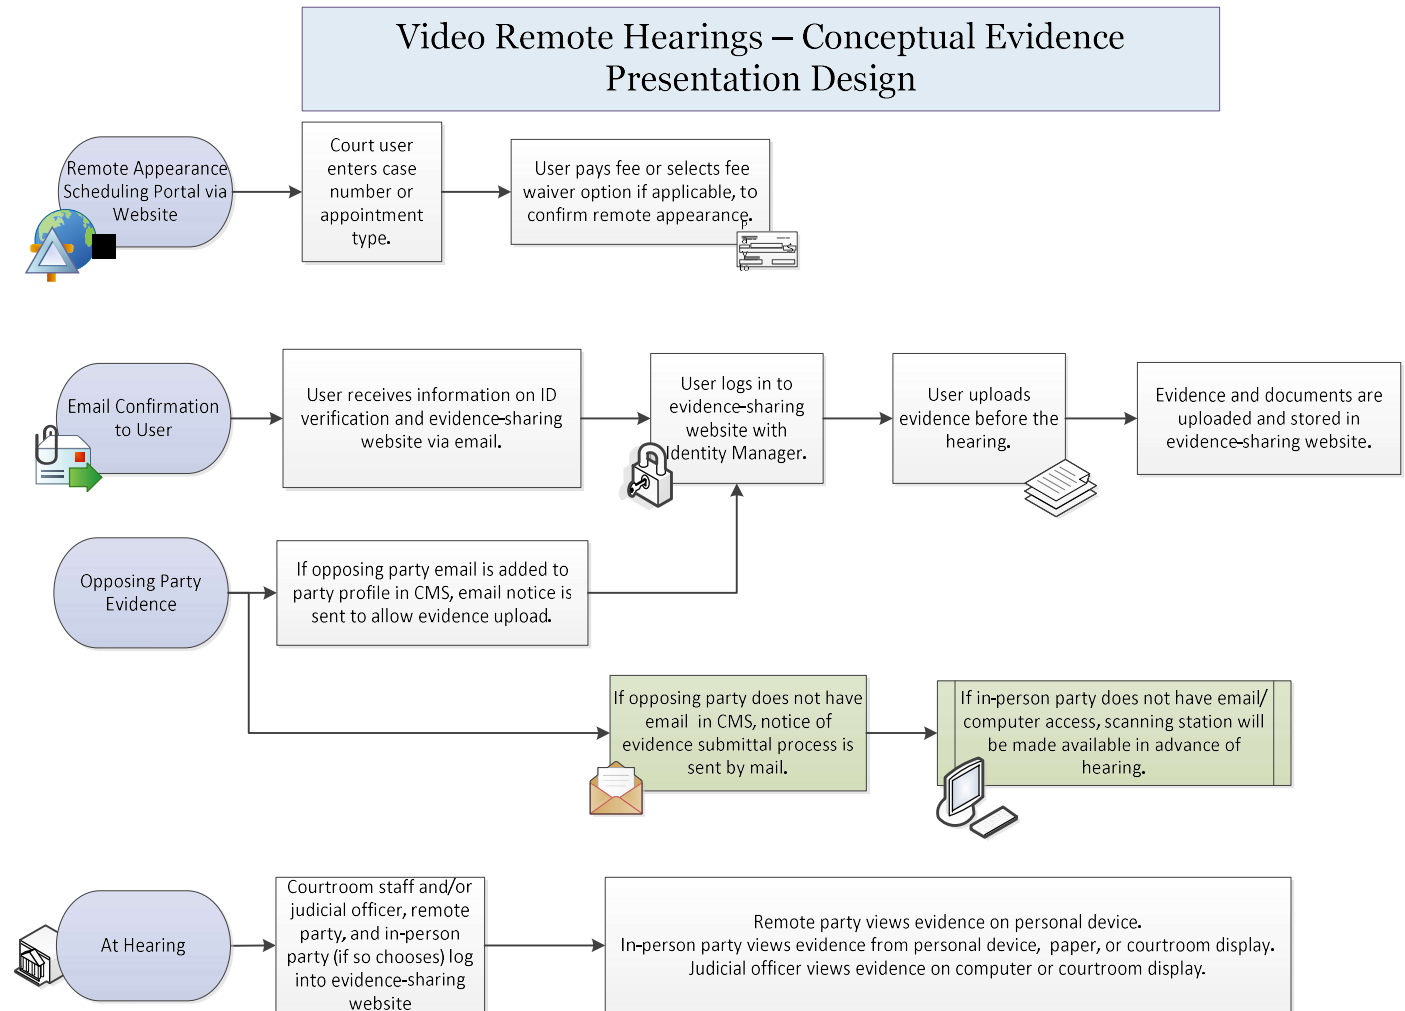 Video Remote Hearings – Conceptual Evidence
Presentation Design
Remote Appearance
Scheduling Portal via
Website
Court user
enters case
number or
appointment
type.
User pays fee or selects fee
waiver option if applicable, to
confirm remote appearance.
P
a
y
to
Email Confirmation
to User
User receives information on ID
verification and evidence-sharing
website via email.
User logs in to
evidence-sharing
website with
Identity Manager.
User uploads
evidence before the
hearing.
Evidence and documents are
uploaded and stored in
evidence-sharing website.
Opposing Party
Evidence
If opposing party email is added to
party profile in CMS, email notice is
sent to allow evidence upload.
If opposing party does not have
email in CMS, notice of
evidence submittal process is
sent by mail.
If in-person party does not have email/
computer access, scanning station will
be made available in advance of
hearing.
At Hearing
Courtroom staff and/or
judicial officer, remote
party, and in-person
party (if so chooses) log
into evidence-sharing
website
Remote party views evidence on personal device.
In-person party views evidence from personal device, paper, or courtroom display.
Judicial officer views evidence on computer or courtroom display.